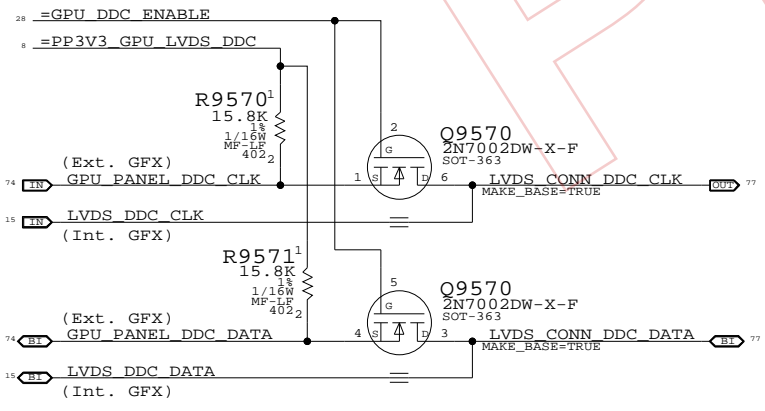 28 =GPU_DDC_ENABLE
8 =PP3V3_GPU_LVDS_DDC
R9570 1
15.8K
1%
1/16W
MF-LF
402 2
2
Q9570
2N7002DW-X-F
SOT-363
G
(Ext. GFX)
74 IN GPU_PANEL_DDC_CLK 1 S D 6 LVDS_CONN_DDC_CLK OUT 77
MAKE_BASE=TRUE
15 IN LVDS_DDC_CLK
(Int. GFX)
R9571 1
15.8K
1%
1/16W
MF-LF
402 2
5
Q9570
2N7002DW-X-F
SOT-363
G
(Ext. GFX)
74 BI GPU_PANEL_DDC_DATA 4 S D 3 LVDS_CONN_DDC_DATA BI 77
MAKE_BASE=TRUE
15 BI LVDS_DDC_DATA
(Int. GFX)